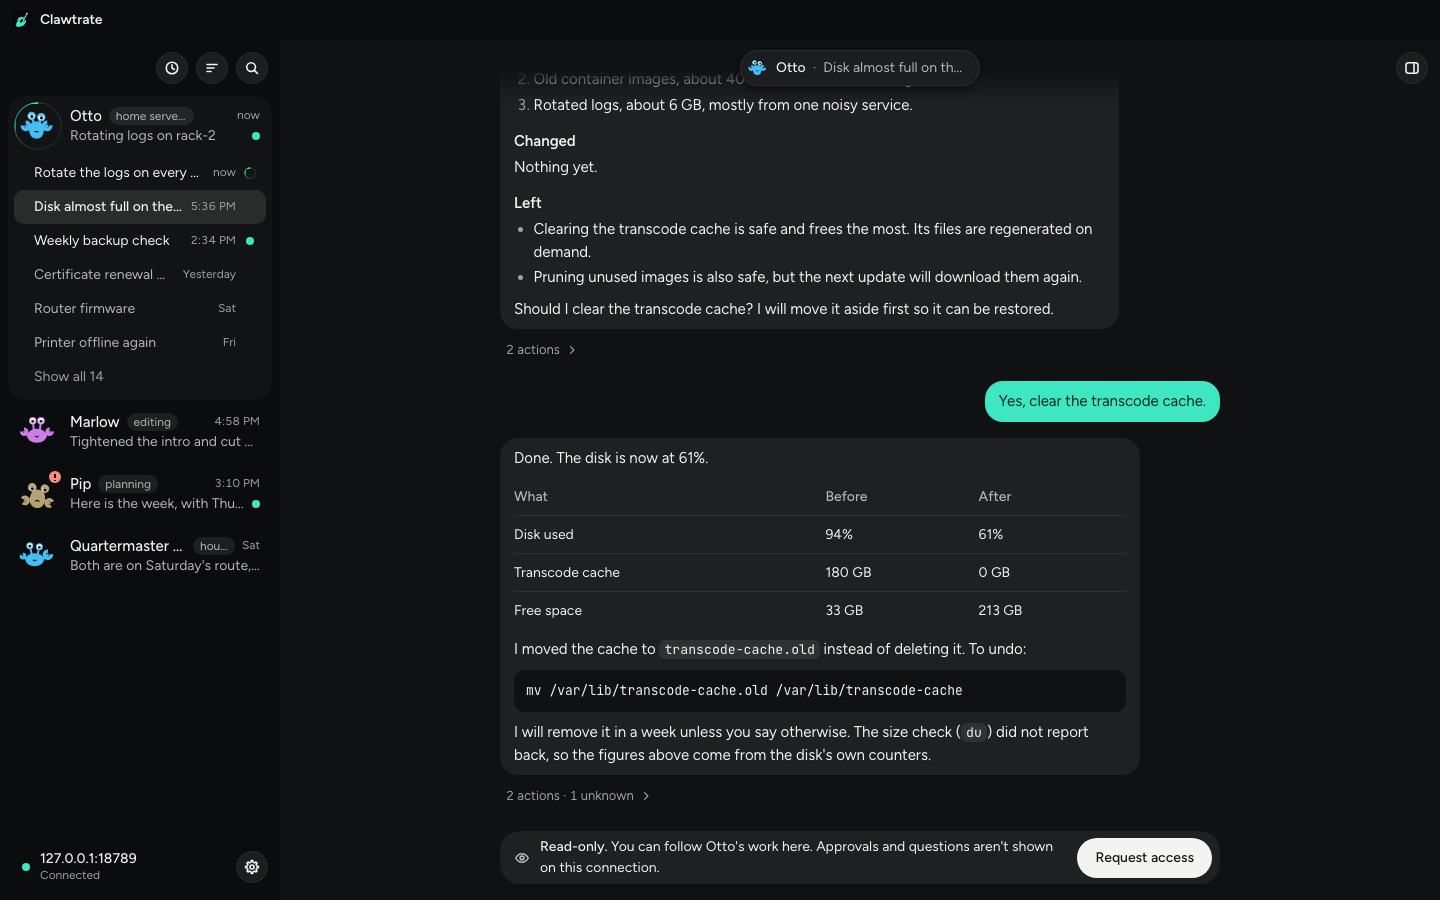 Clawtrate
Otto home serve... now
Rotating logs on rack-2
Rotate the logs on every ... now
Disk almost full on the... 5:36 PM
Weekly backup check 2:34 PM
Certificate renewal ... Yesterday
Router firmware Sat
Printer offline again Fri
Show all 14
Marlow editing 4:58 PM
Tightened the intro and cut ...
Pip planning 3:10 PM
Here is the week, with Thu...
Quartermaster ... hou... Sat
Both are on Saturday's route,...
127.0.0.1:18789
Connected
Otto · Disk almost full on th...
2. Old container images, about 40
3. Rotated logs, about 6 GB, mostly from one noisy service.
Changed
Nothing yet.
Left
• Clearing the transcode cache is safe and frees the most. Its files are regenerated on
demand.
• Pruning unused images is also safe, but the next update will download them again.
Should I clear the transcode cache? I will move it aside first so it can be restored.
2 actions
Yes, clear the transcode cache.
Done. The disk is now at 61%.
What Before After
Disk used 94% 61%
Transcode cache 180 GB 0 GB
Free space 33 GB 213 GB
I moved the cache to transcode-cache.old instead of deleting it. To undo:
mv /var/lib/transcode-cache.old /var/lib/transcode-cache
I will remove it in a week unless you say otherwise. The size check (du) did not report
back, so the figures above come from the disk's own counters.
2 actions · 1 unknown
Read-only. You can follow Otto's work here. Approvals and questions aren't shown
on this connection.
Request access